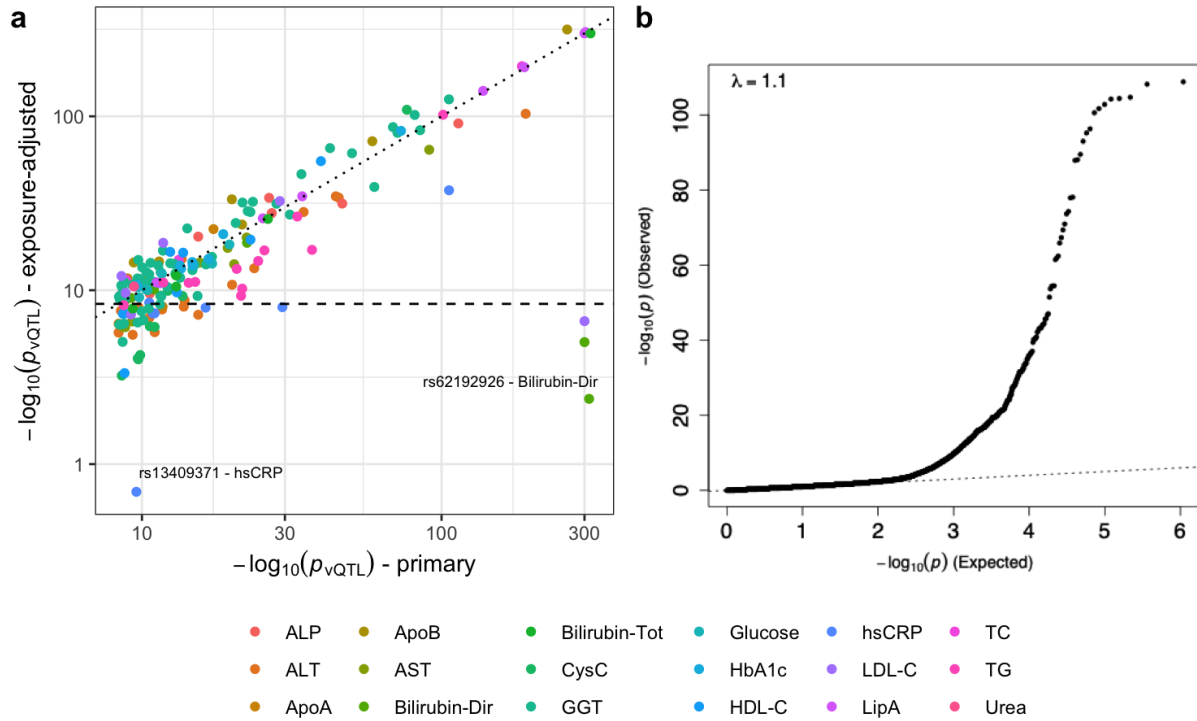 a
b
−log₁₀(p_vQTL) - exposure-adjusted
100
10
1
rs62192926 - Bilirubin-Dir
rs13409371 - hsCRP
10
30
100
300
−log₁₀(p_vQTL) - primary
λ = 1.1
−log₁₀(p) (Observed)
100
80
60
40
20
0
0
1
2
3
4
5
6
−log₁₀(p) (Expected)
ALP
ApoB
Bilirubin-Tot
Glucose
hsCRP
TC
ALT
AST
CysC
HbA1c
LDL-C
TG
ApoA
Bilirubin-Dir
GGT
HDL-C
LipA
Urea